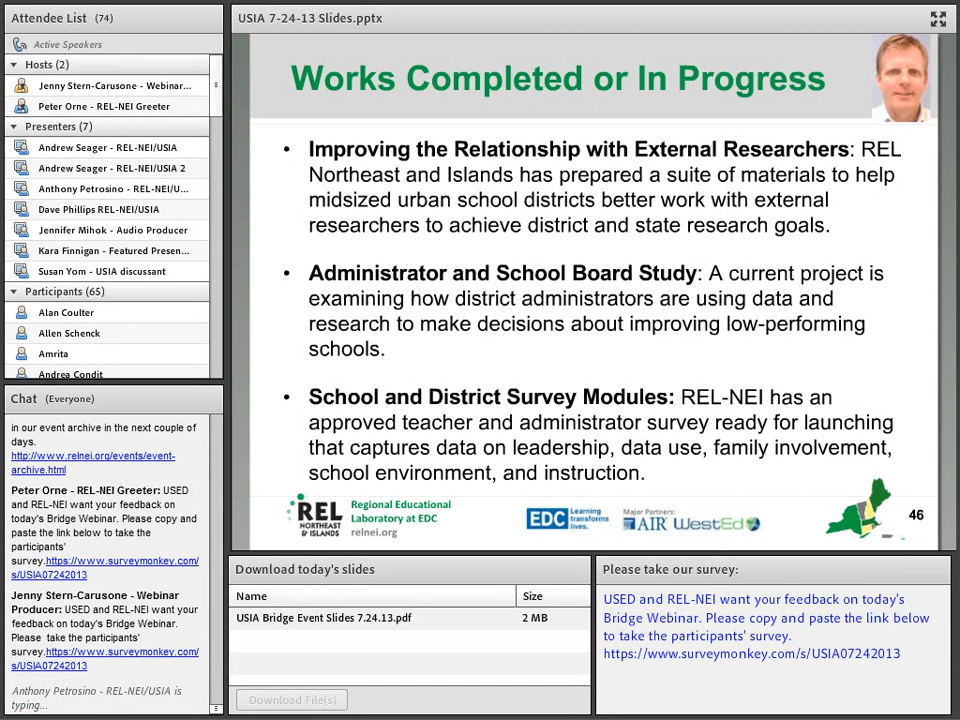 Attendee List (74)
Active Speakers
Hosts (2)
Jenny Stern-Carusone - Webinar...
Peter Orne - REL-NEI Greeter
Presenters (7)
Andrew Seager - REL-NEI/USIA
Andrew Seager - REL-NEI/USIA 2
Anthony Petrosino - REL-NEI/U...
Dave Phillips REL-NEI/USIA
Jennifer Mihok - Audio Producer
Kara Finnigan - Featured Presen...
Susan Yom - USIA discussant
Participants (65)
Alan Coulter
Allen Schenck
Amrita
Andrea Condit
Chat (Everyone)
in our event archive in the next couple of
days.
http://www.relnei.org/events/event-
archive.html
Peter Orne - REL-NEI Greeter: USED
and REL-NEI want your feedback on
today's Bridge Webinar. Please copy and
paste the link below to take the
participants'
survey.https://www.surveymonkey.com/
s/USIA07242013
Jenny Stern-Carusone - Webinar
Producer: USED and REL-NEI want your
feedback on today's Bridge Webinar.
Please take the participants'
survey.https://www.surveymonkey.com/
s/USIA07242013
Anthony Petrosino - REL-NEI/USIA is
typing...
USIA 7-24-13 Slides.pptx
Works Completed or In Progress
• Improving the Relationship with External Researchers: REL
Northeast and Islands has prepared a suite of materials to help
midsized urban school districts better work with external
researchers to achieve district and state research goals.
• Administrator and School Board Study: A current project is
examining how district administrators are using data and
research to make decisions about improving low-performing
schools.
• School and District Survey Modules: REL-NEI has an
approved teacher and administrator survey ready for launching
that captures data on leadership, data use, family involvement,
school environment, and instruction.
REL
NORTHEAST
& ISLANDS
Regional Educational
Laboratory at EDC
relnei.org
EDC Learning
transforms
lives.
Major Partners:
AIR WestEd
46
Download today's slides
Name Size
USIA Bridge Event Slides 7.24.13.pdf 2 MB
Download File(s)
Please take our survey:
USED and REL-NEI want your feedback on today's
Bridge Webinar. Please copy and paste the link below
to take the participants' survey.
https://www.surveymonkey.com/s/USIA07242013